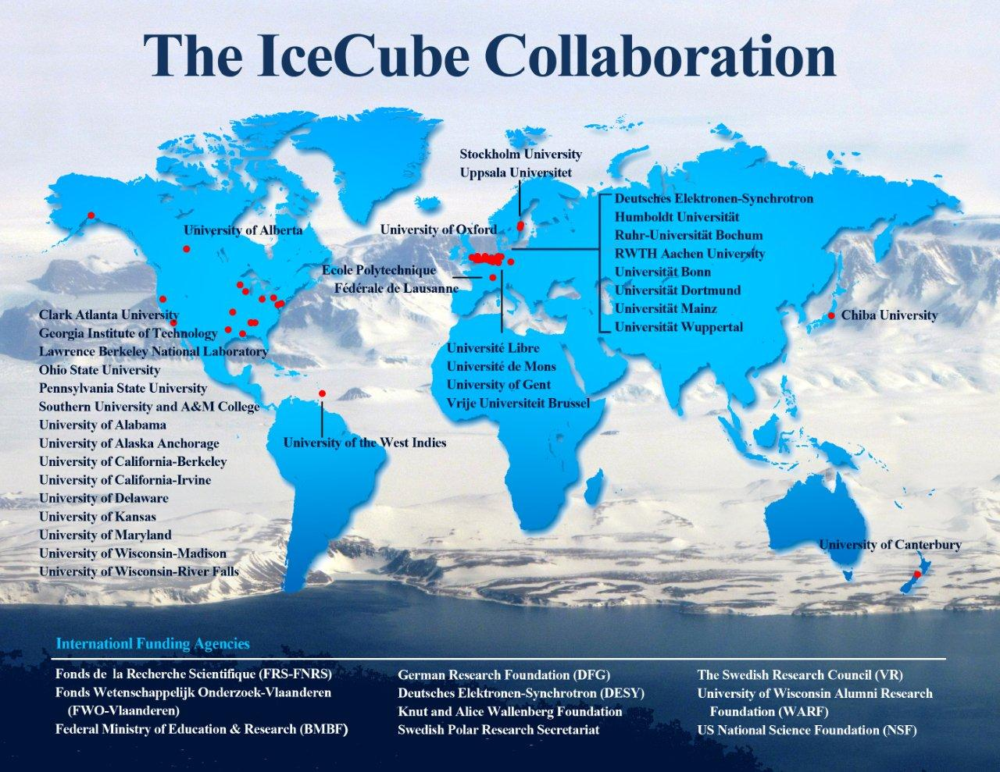 The IceCube Collaboration
Stockholm University
Uppsala Universitet
University of Alberta
University of Oxford
Ecole Polytechnique
Fédérale de Lausanne
Deutsches Elektronen-Synchrotron
Humboldt Universität
Ruhr-Universität Bochum
RWTH Aachen University
Universität Bonn
Universität Dortmund
Universität Mainz
Universität Wuppertal
Chiba University
Clark Atlanta University
Georgia Institute of Technology
Lawrence Berkeley National Laboratory
Ohio State University
Pennsylvania State University
Southern University and A&M College
University of Alabama
University of Alaska Anchorage
University of California-Berkeley
University of California-Irvine
University of Delaware
University of Kansas
University of Maryland
University of Wisconsin-Madison
University of Wisconsin-River Falls
Université Libre
Université de Mons
University of Gent
Vrije Universiteit Brussel
University of the West Indies
University of Canterbury
Internationl Funding Agencies
Fonds de la Recherche Scientifique (FRS-FNRS)
Fonds Wetenschappelijk Onderzoek-Vlaanderen
(FWO-Vlaanderen)
Federal Ministry of Education & Research (BMBF)
German Research Foundation (DFG)
Deutsches Elektronen-Synchrotron (DESY)
Knut and Alice Wallenberg Foundation
Swedish Polar Research Secretariat
The Swedish Research Council (VR)
University of Wisconsin Alumni Research
Foundation (WARF)
US National Science Foundation (NSF)